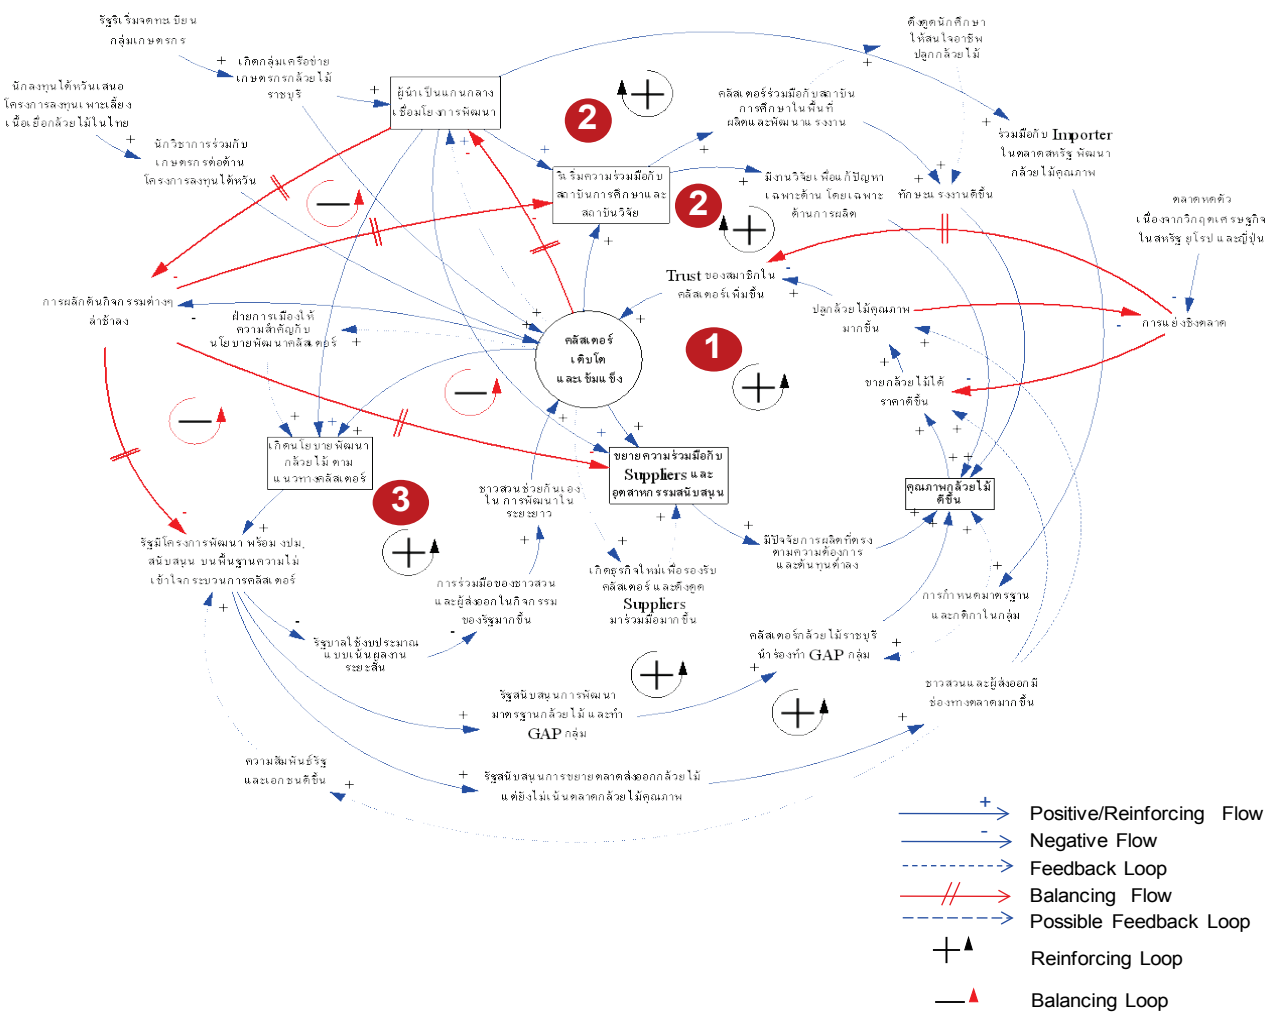 รัฐริเริ่มจดทะเบียน
กลุ่มเกษตรกร
เกิดกลุ่มเครือข่าย
เกษตรกรกล้วยไม้
ราชบุรี
นักลงทุนไต้หวันเสนอ
โครงการลงทุนเพาะเลี้ยง
เนื้อเยื่อกล้วยไม้ในไทย
นักวิชาการร่วมกับ
เกษตรกรต่อต้าน
โครงการลงทุนไต้หวัน
ผู้นำเป็นแกนกลาง
เชื่อมโยงการพัฒนา
2
คลัสเตอร์ร่วมมือกับสถาบัน
การศึกษาในพื้นที่
ผลิตและพัฒนาแรงงาน
ดึงดูดนักศึกษา
ให้สนใจอาชีพ
ปลูกกล้วยไม้
ร่วมมือกับ Importer
ในตลาดสหรัฐ พัฒนา
กล้วยไม้คุณภาพ
ริเริ่มความร่วมมือกับ
สถาบันการศึกษาและ
สถาบันวิจัย
2
มีงานวิจัยเพื่อแก้ปัญหา
เฉพาะด้าน โดยเฉพาะ
ด้านการผลิต
ทักษะแรงงานดีขึ้น
ตลาดหดตัว
เนื่องจากวิกฤตเศรษฐกิจ
ในสหรัฐ ยุโรป และญี่ปุ่น
Trust ของสมาชิกใน
คลัสเตอร์เพิ่มขึ้น
การผลักดันกิจกรรมต่างๆ
ล่าช้าลง
ฝ่ายการเมืองให้
ความสำคัญกับ
นโยบายพัฒนาคลัสเตอร์
คลัสเตอร์
เติบโต
และเข้มแข็ง
1
ปลูกกล้วยไม้คุณภาพ
มากขึ้น
การแย่งชิงตลาด
ขายกล้วยไม้ได้
ราคาดีขึ้น
เกิดนโยบายพัฒนา
กล้วยไม้ ตาม
แนวทางคลัสเตอร์
3
ขยายความร่วมมือกับ
Suppliers และ
อุตสาหกรรมสนับสนุน
คุณภาพกล้วยไม้
ดีขึ้น
ชาวสวนช่วยกันเอง
ใน การพัฒนาใน
ระยะยาว
รัฐมีโครงการพัฒนา พร้อม งปม.
สนับสนุน บนพื้นฐานความไม่
เข้าใจกระบวนการคลัสเตอร์
มีปัจจัยการผลิตที่ตรง
ตามความต้องการ
และต้นทุนต่ำลง
เกิดธุรกิจใหม่เพื่อรองรับ
คลัสเตอร์ และดึงดูด
Suppliers
มาร่วมมือมากขึ้น
การร่วมมือของชาวสวน
และผู้ส่งออกในกิจกรรม
ของรัฐมากขึ้น
การกำหนดมาตรฐาน
และกติกาในกลุ่ม
รัฐบาลใช้งบประมาณ
แบบเน้นผลงาน
ระยะสั้น
คลัสเตอร์กล้วยไม้ราชบุรี
นำร่องทำ GAP กลุ่ม
รัฐสนับสนุนการพัฒนา
มาตรฐานกล้วยไม้ และทำ
GAP กลุ่ม
ชาวสวนและผู้ส่งออกมี
ช่องทางตลาดมากขึ้น
ความสัมพันธ์รัฐ
และเอกชนดีขึ้น
รัฐสนับสนุนการขยายตลาดส่งออกกล้วยไม้
แต่ยังไม่เน้นตลาดกล้วยไม้คุณภาพ
Positive/Reinforcing Flow
Negative Flow
Feedback Loop
Balancing Flow
Possible Feedback Loop
Reinforcing Loop
Balancing Loop